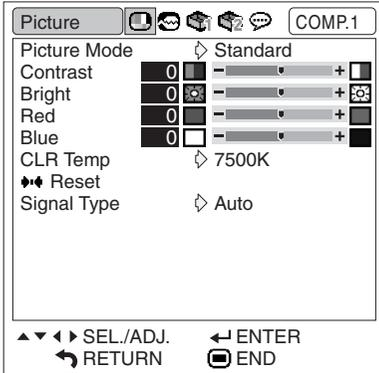 Picture COMP.1
Picture Mode Standard
Contrast 0 − +
Bright 0 − +
Red 0 − +
Blue 0 − +
CLR Temp 7500K
Reset
Signal Type Auto
SEL./ADJ. ENTER
RETURN END